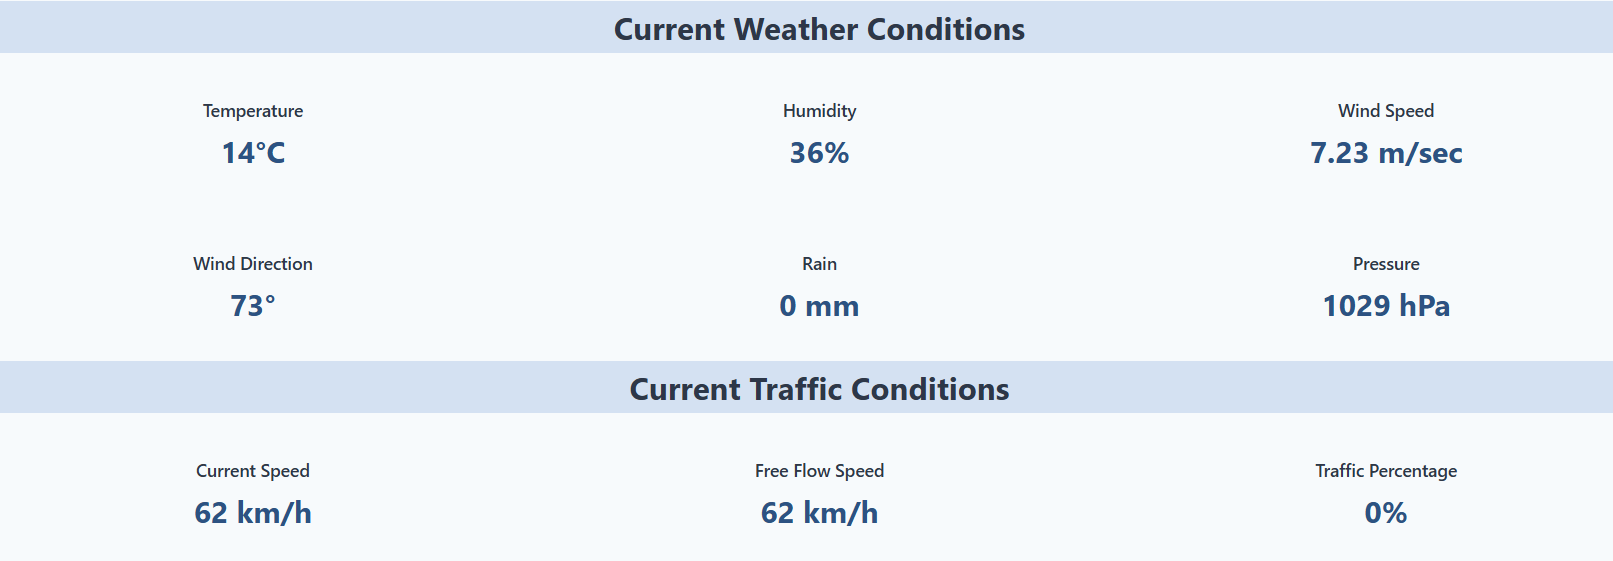 Current Weather Conditions
Temperature
14°C
Humidity
36%
Wind Speed
7.23 m/sec
Wind Direction
73°
Rain
0 mm
Pressure
1029 hPa
Current Traffic Conditions
Current Speed
62 km/h
Free Flow Speed
62 km/h
Traffic Percentage
0%